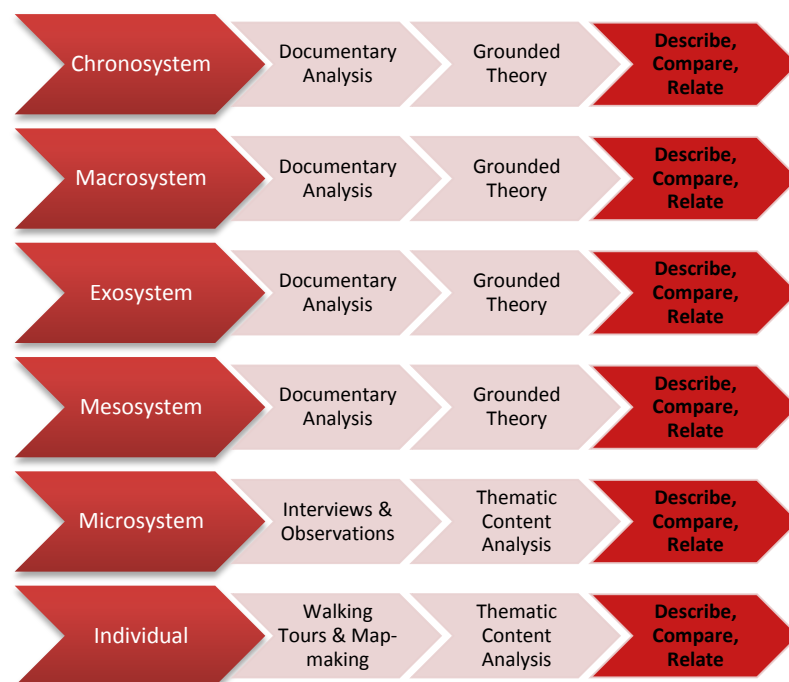 Chronosystem
Documentary
Analysis
Grounded
Theory
Describe,
Compare,
Relate
Macrosystem
Documentary
Analysis
Grounded
Theory
Describe,
Compare,
Relate
Exosystem
Documentary
Analysis
Grounded
Theory
Describe,
Compare,
Relate
Mesosystem
Documentary
Analysis
Grounded
Theory
Describe,
Compare,
Relate
Microsystem
Interviews &
Observations
Thematic
Content
Analysis
Describe,
Compare,
Relate
Individual
Walking
Tours & Map-
making
Thematic
Content
Analysis
Describe,
Compare,
Relate